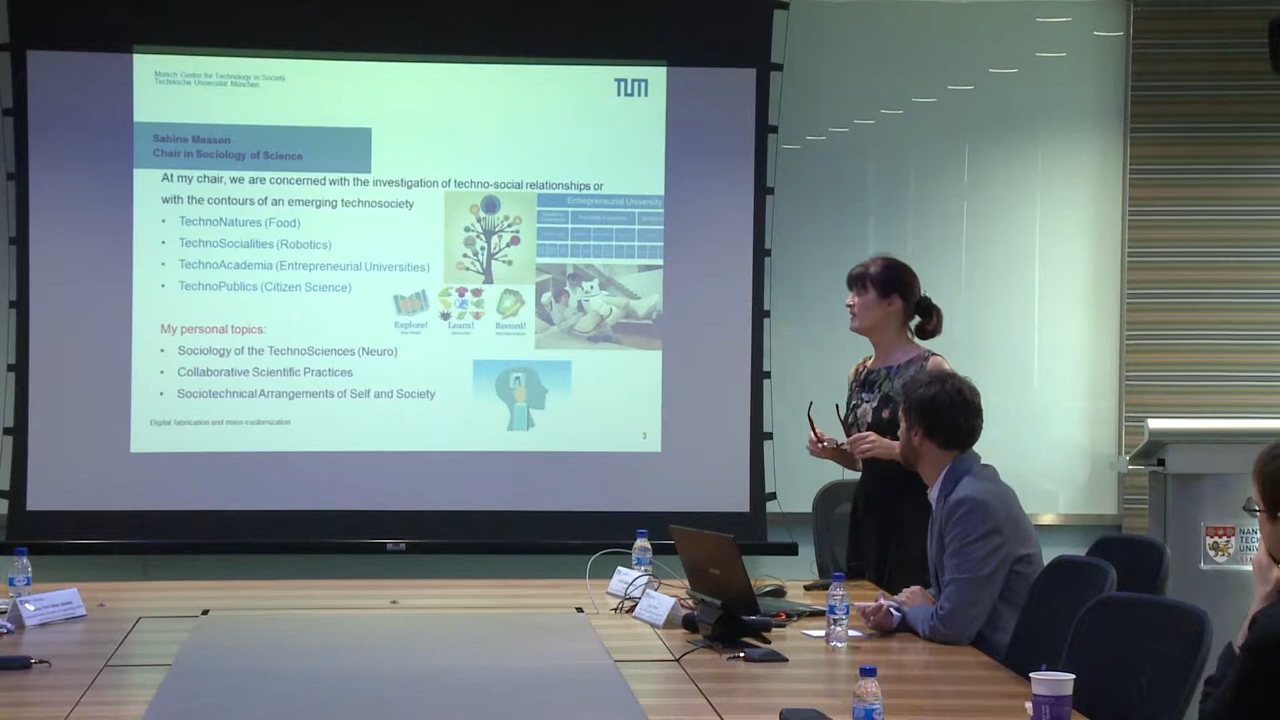 Munich Center for Technology in Society
Technische Universität München
TUM
Sabine Maasen
Chair in Sociology of Science
At my chair, we are concerned with the investigation of techno-social relationships or
with the contours of an emerging technosociety
• TechnoNatures (Food)
• TechnoSocialities (Robotics)
• TechnoAcademia (Entrepreneurial Universities)
• TechnoPublics (Citizen Science)
Entrepreneurial University
Explore!
Learn!
Record!
My personal topics:
• Sociology of the TechnoSciences (Neuro)
• Collaborative Scientific Practices
• Sociotechnical Arrangements of Self and Society
Digital fabrication and mass-customization
3
NAN
TEC
UNI